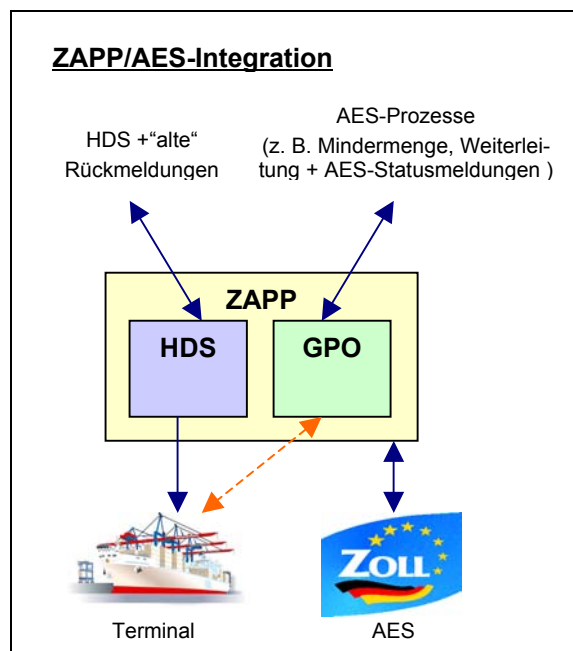 ZAPP/AES-Integration
HDS +“alte“
Rückmeldungen
AES-Prozesse
(z. B. Mindermenge, Weiterlei-
tung + AES-Statusmeldungen )
ZAPP
HDS
GPO
ZOLL
Terminal
AES